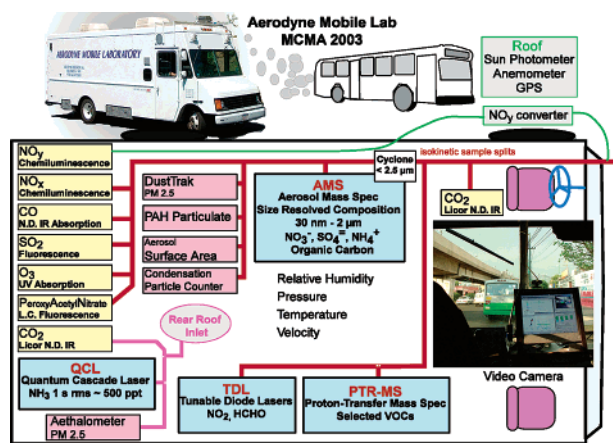 Aerodyne Mobile Lab
MCMA 2003
AERODYNE MOBILE LABORATORY
Roof
Sun Photometer
Anemometer
GPS
NOy converter
isokinetic sample splits
NOy
Chemiluminescence
NOx
Chemiluminescence
CO
N.D. IR Absorption
SO2
Fluorescence
O3
UV Absorption
PeroxyAcetylNitrate
L.C. Fluorescence
CO2
Licor N.D. IR
DustTrak
PM 2.5
PAH Particulate
Aerosol
Surface Area
Condensation
Particle Counter
Cyclone
< 2.5 µm
AMS
Aerosol Mass Spec
Size Resolved Composition
30 nm - 2 µm
NO3-, SO4=, NH4+
Organic Carbon
CO2
Licor N.D. IR
Relative Humidity
Pressure
Temperature
Velocity
Rear Roof
Inlet
QCL
Quantum Cascade Laser
NH3 1 s rms ~ 500 ppt
Aethalometer
PM 2.5
TDL
Tunable Diode Lasers
NO2, HCHO
PTR-MS
Proton-Transfer Mass Spec
Selected VOCs
Video Camera